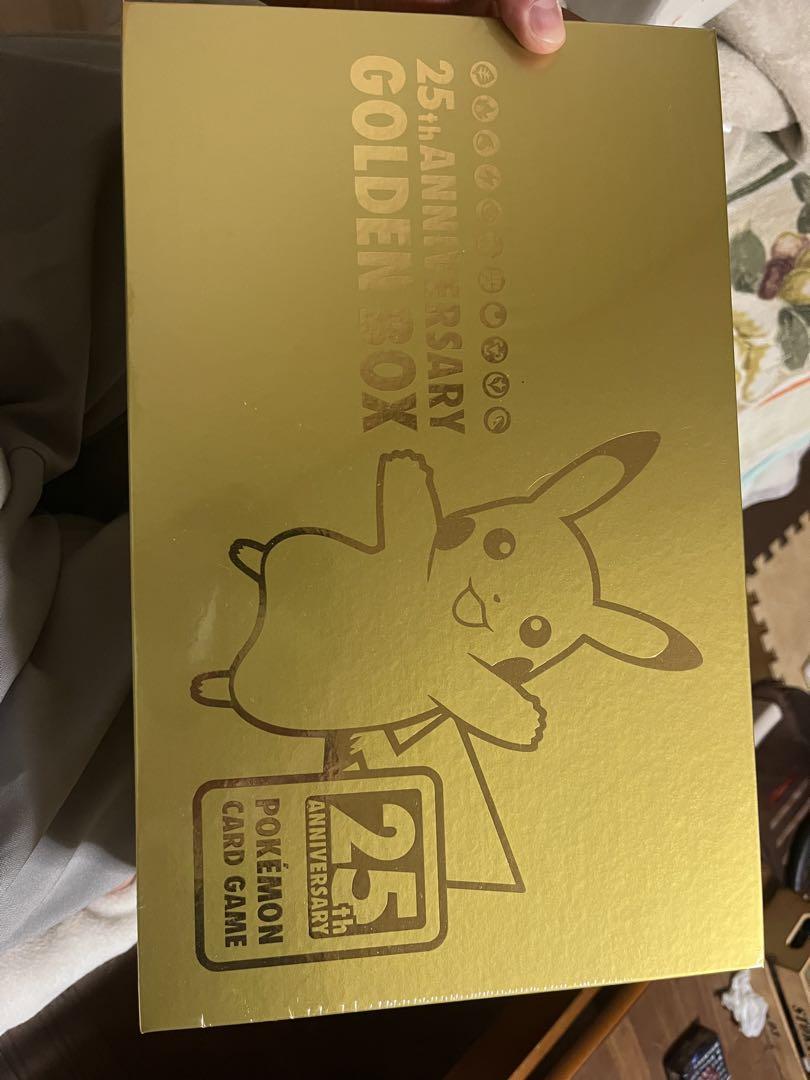 25th ANNIVERSARY
GOLDEN BOX
25th
ANNIVERSARY
POKÉMON
CARD GAME